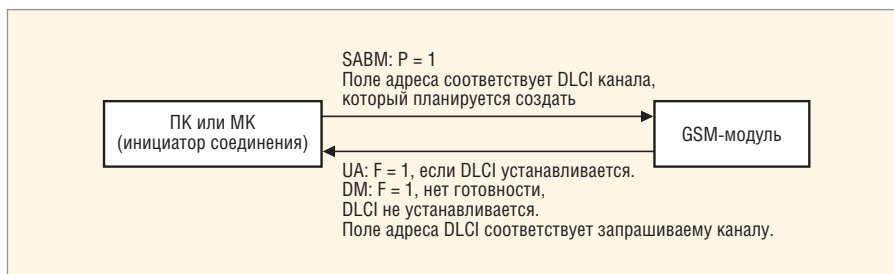 SABM: P = 1
Поле адреса соответствует DLCI канала,
который планируется создать
ПК или МК
(инициатор соединения)
GSM-модуль
UA: F = 1, если DLCI устанавливается.
DM: F = 1, нет готовности,
DLCI не устанавливается.
Поле адреса DLCI соответствует запрашиваему каналу.